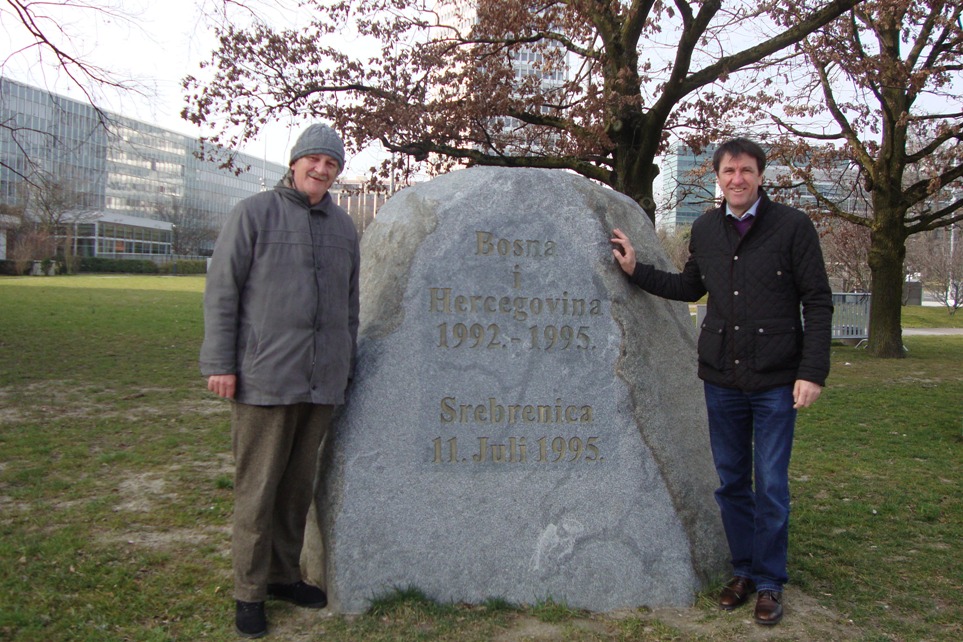 Bosna
i
Hercegovina
1992.-1995.
Srebrenica
11. Juli 1995.